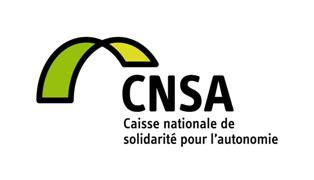 CNSA
Caisse nationale de
solidarité pour l'autonomie